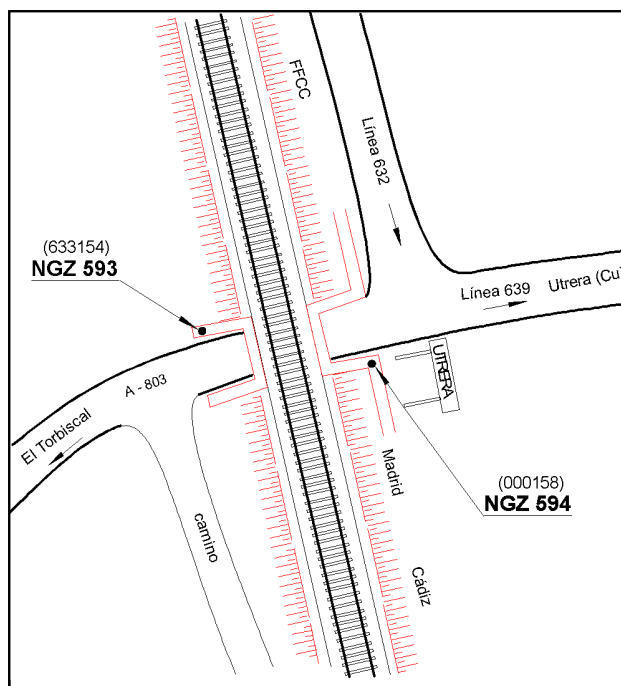 FFCC
Línea 632
(633154)
NGZ 593
Línea 639
Utrera (Cu
UTRERA
A - 803
El Torbiscal
Madrid
(000158)
NGZ 594
camino
Cádiz